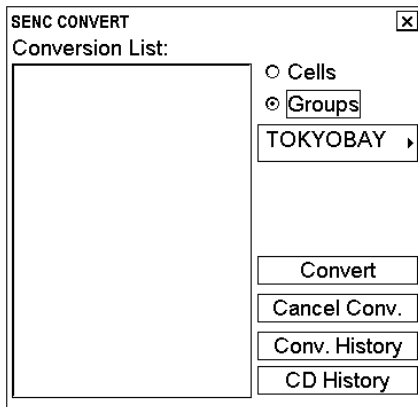 SENC CONVERT
Conversion List:
Cells
Groups
TOKYOBAY
Convert
Cancel Conv.
Conv. History
CD History